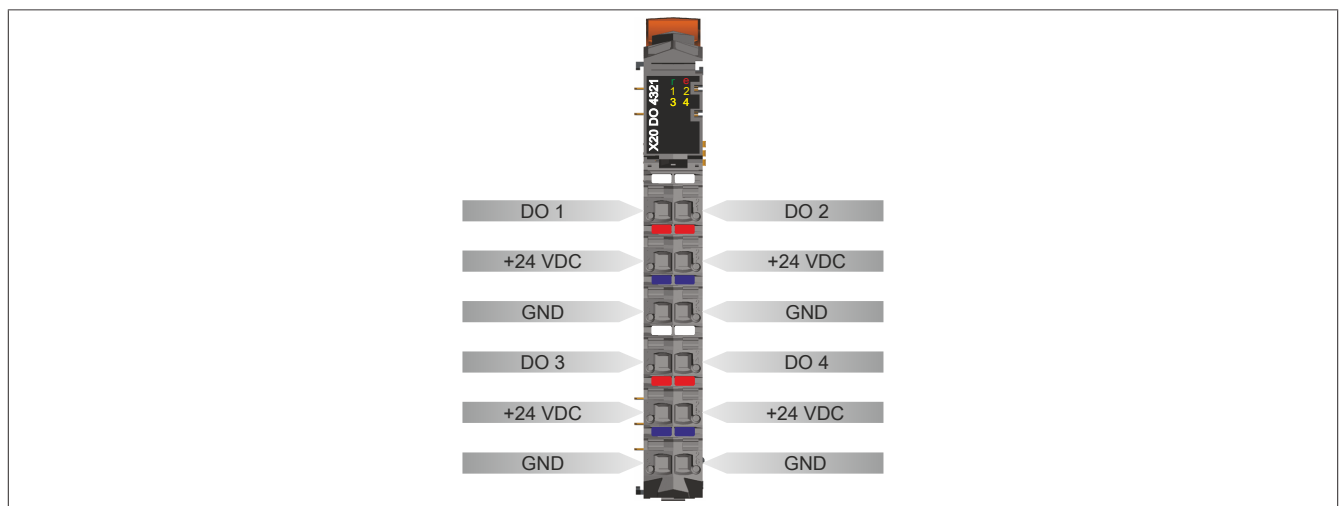 X20 DO 4321
r e
1 2
3 4
DO 1 DO 2
+24 VDC +24 VDC
GND GND
DO 3 DO 4
+24 VDC +24 VDC
GND GND